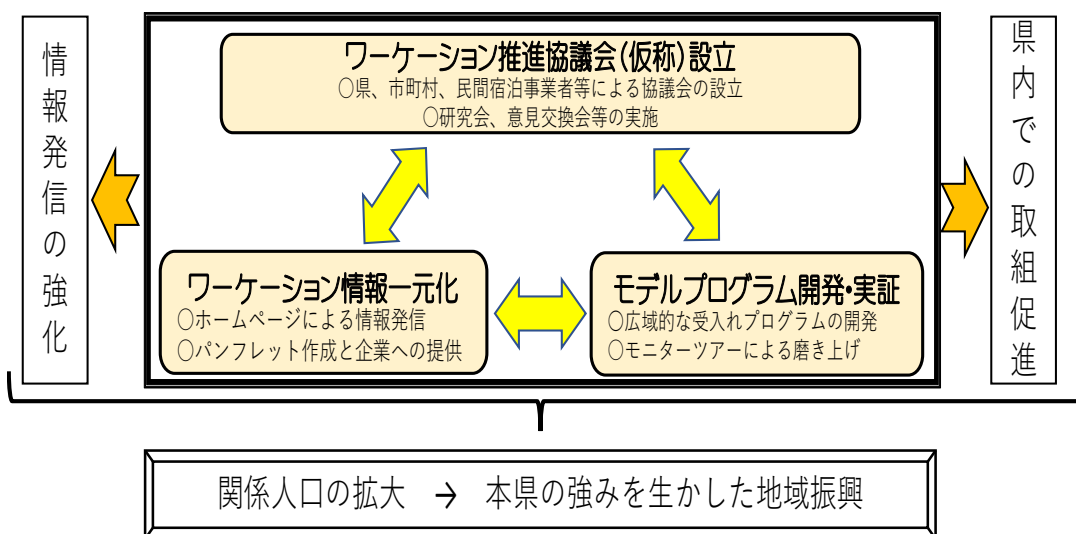 情報発信の強化
ワーケーション推進協議会(仮称)設立
○県、市町村、民間宿泊事業者等による協議会の設立
○研究会、意見交換会等の実施
ワーケーション情報一元化
○ホームページによる情報発信
○パンフレット作成と企業への提供
モデルプログラム開発・実証
○広域的な受入れプログラムの開発
○モニターツアーによる磨き上げ
県内での取組促進
関係人口の拡大 → 本県の強みを生かした地域振興